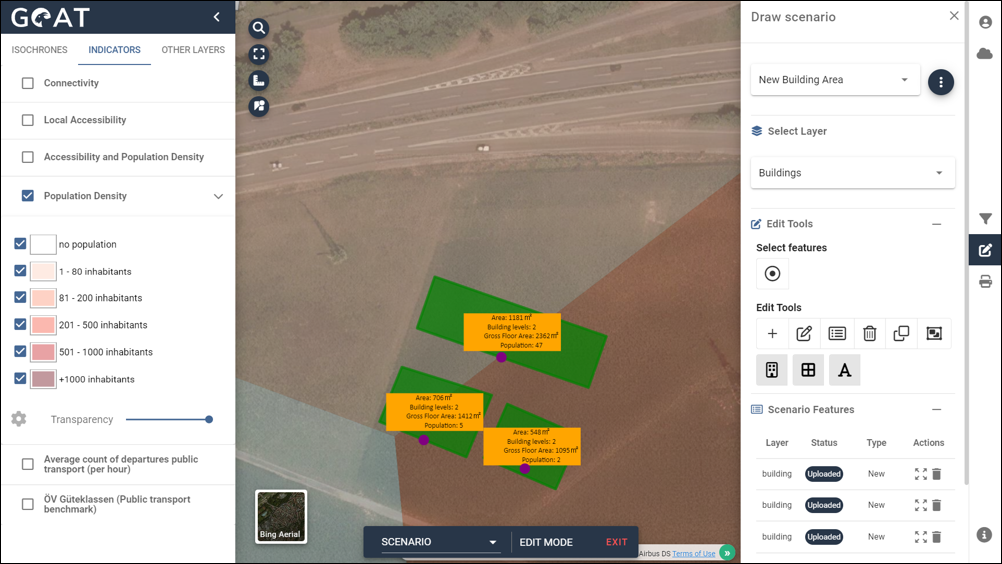 GOAT
ISOCHRONES INDICATORS OTHER LAYERS
Connectivity
Local Accessibility
Accessibility and Population Density
Population Density
no population
1 - 80 inhabitants
81 - 200 inhabitants
201 - 500 inhabitants
501 - 1000 inhabitants
+1000 inhabitants
Transparency
Average count of departures public
transport (per hour)
ÖV Güteklassen (Public transport
benchmark)
Area: 1181 m²
Building levels: 2
Gross Floor Area: 2362 m²
Population: 47
Area: 706 m²
Building levels: 2
Gross Floor Area: 1412 m²
Population: 5
Area: 548 m²
Building levels: 2
Gross Floor Area: 1095 m²
Population: 2
Bing Aerial
SCENARIO EDIT MODE EXIT
Airbus DS Terms of Use »
Draw scenario
New Building Area
Select Layer
Buildings
Edit Tools
Select features
Edit Tools
A
Scenario Features
Layer Status Type Actions
building Uploaded New
building Uploaded New
building Uploaded New